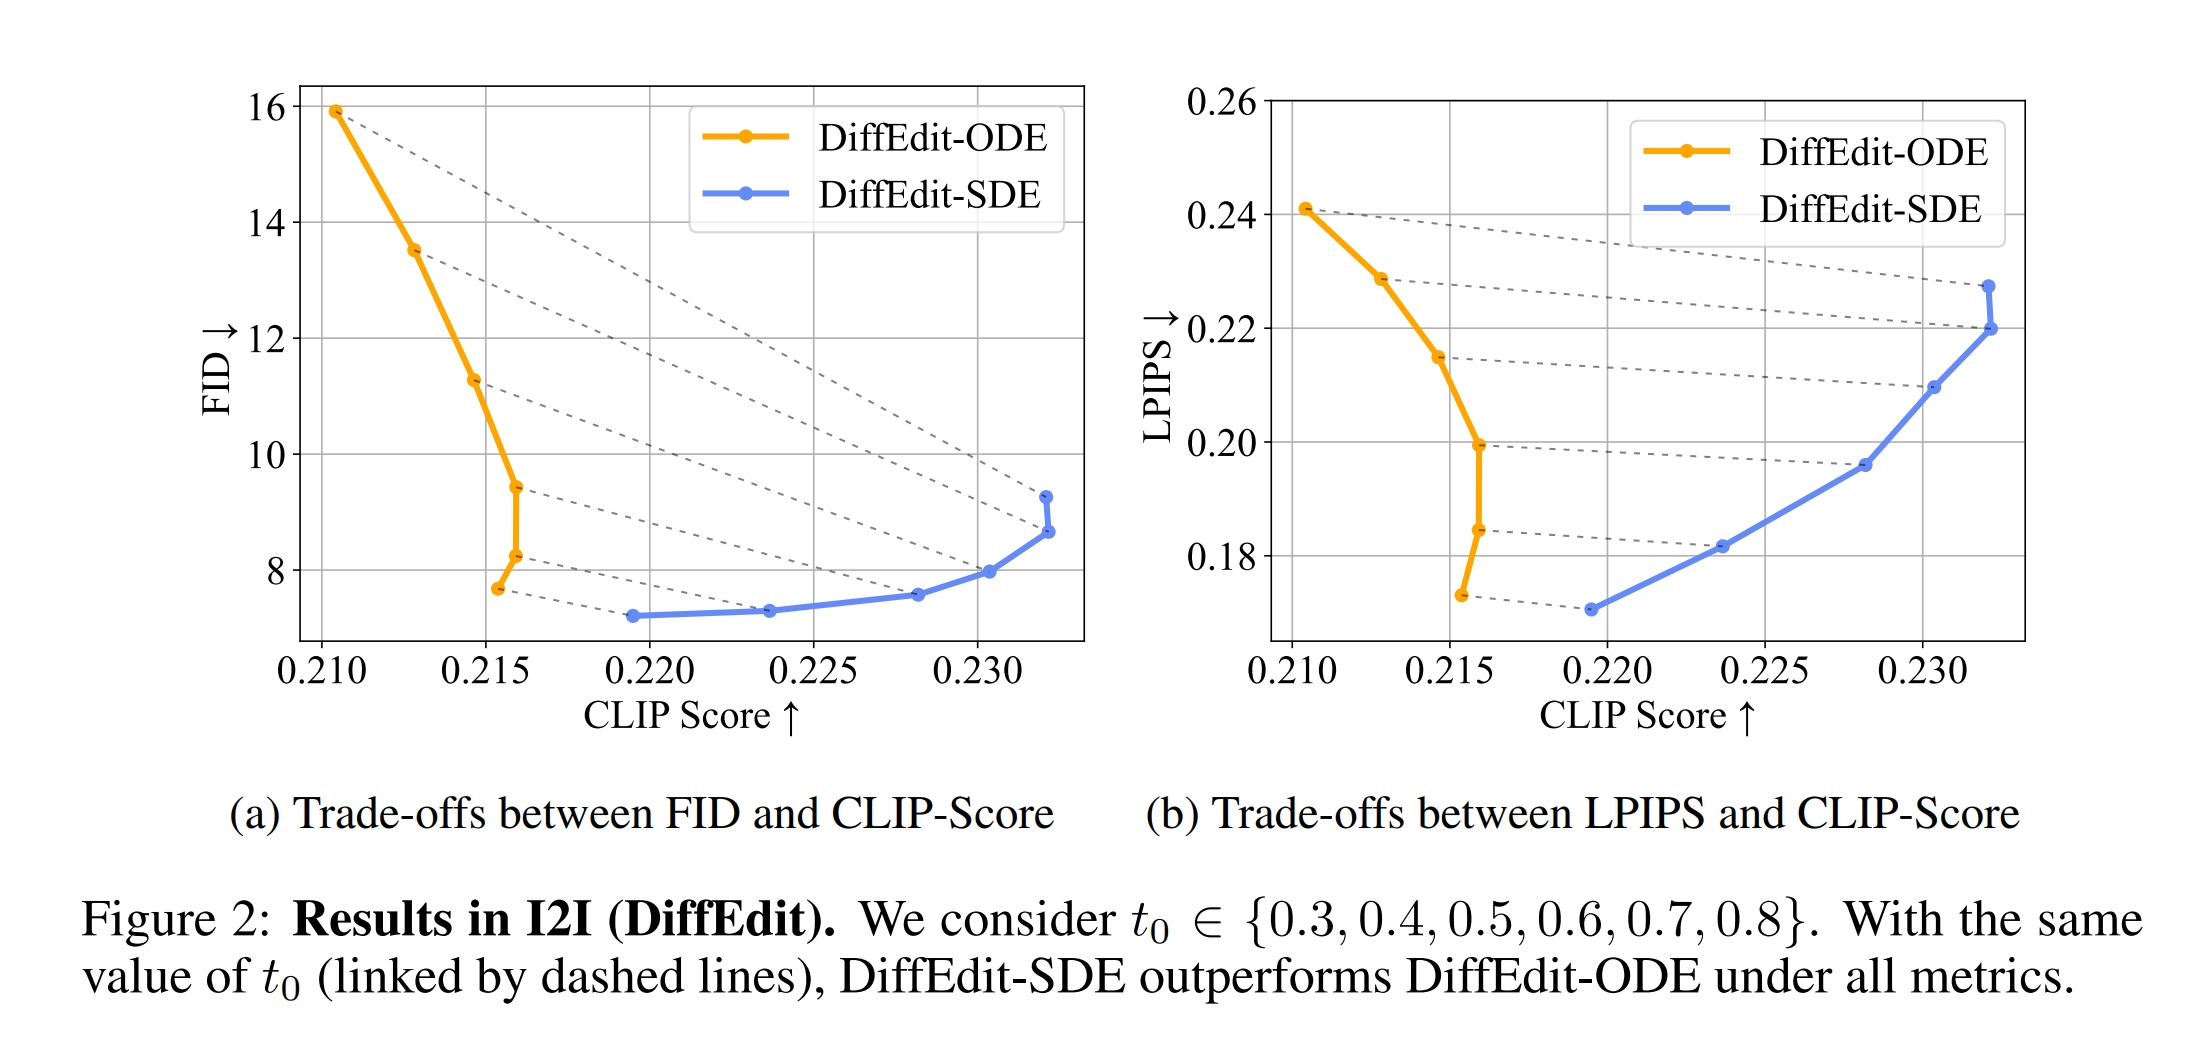 16
14
12
10
8
FID ↓
DiffEdit-ODE
DiffEdit-SDE
0.210 0.215 0.220 0.225 0.230
CLIP Score ↑
(a) Trade-offs between FID and CLIP-Score
0.26
0.24
0.22
0.20
0.18
LPIPS ↓
DiffEdit-ODE
DiffEdit-SDE
0.210 0.215 0.220 0.225 0.230
CLIP Score ↑
(b) Trade-offs between LPIPS and CLIP-Score
Figure 2: Results in I2I (DiffEdit). We consider t₀ ∈ {0.3, 0.4, 0.5, 0.6, 0.7, 0.8}. With the same
value of t₀ (linked by dashed lines), DiffEdit-SDE outperforms DiffEdit-ODE under all metrics.